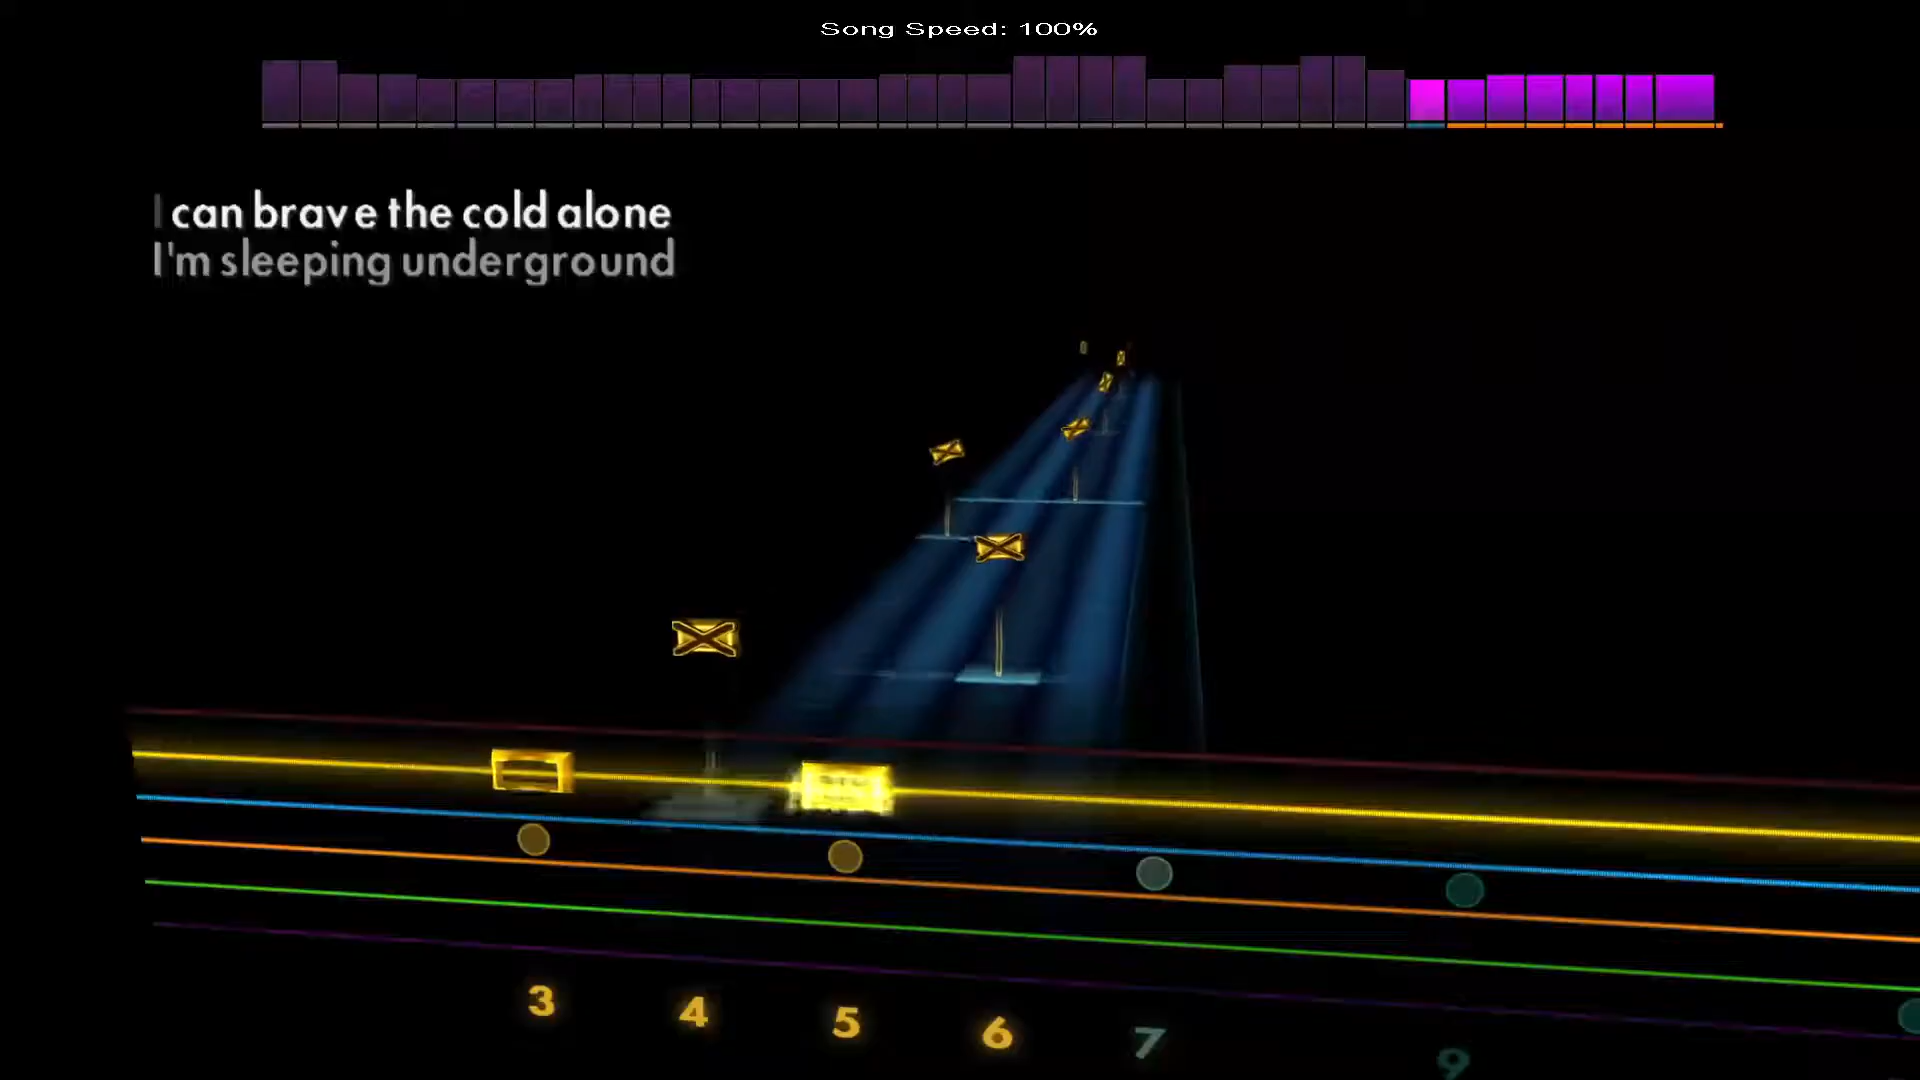 Song Speed: 100%
I can brave the cold alone
I'm sleeping underground
3 4 5 6 7 9